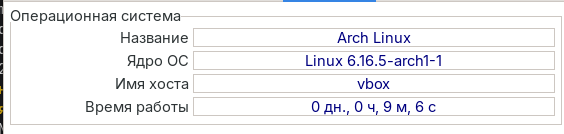 Операционная система
Название Arch Linux
Ядро ОС Linux 6.16.5-arch1-1
Имя хоста vbox
Время работы 0 дн., 0 ч, 9 м, 6 с